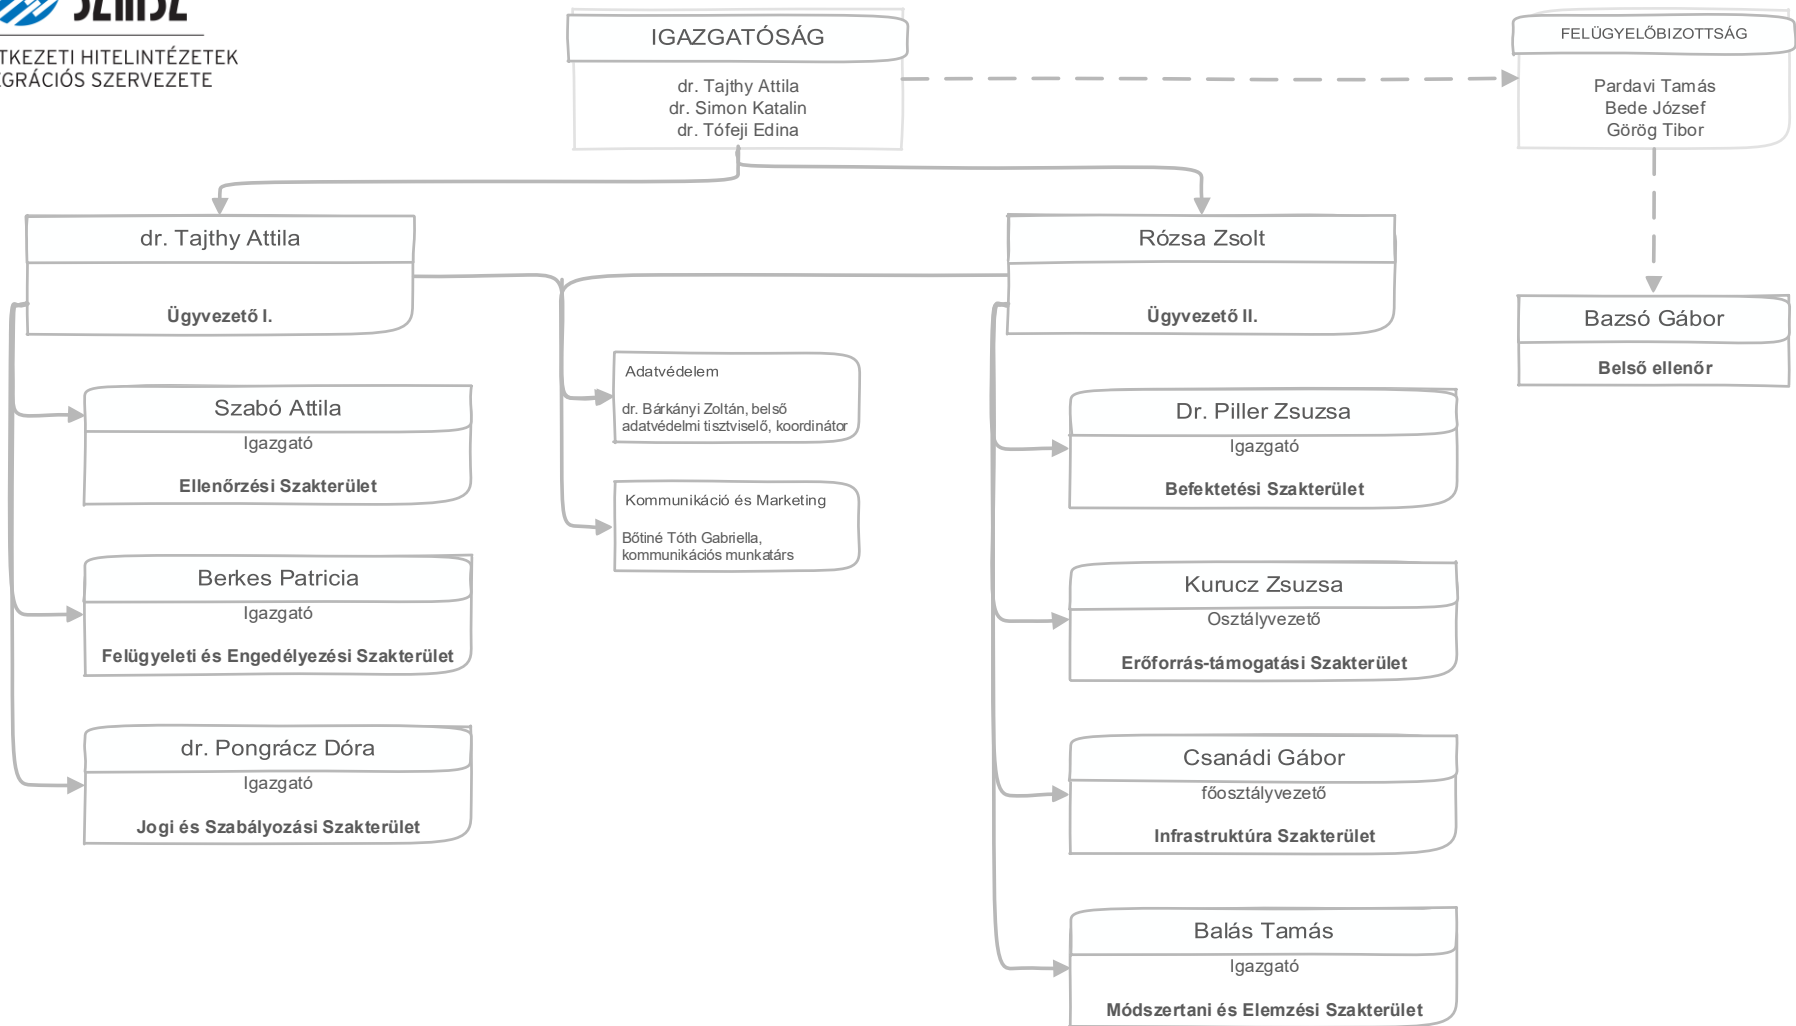 IGAZGATÓSÁG
dr. Tajthy Attila
dr. Simon Katalin
dr. Tófeji Edina
FELÜGYELŐBIZOTTSÁG
Pardavi Tamás
Bede József
Görög Tibor
dr. Tajthy Attila
Ügyvezető I.
Rózsa Zsolt
Ügyvezető II.
Bazsó Gábor
Belső ellenőr
Adatvédelem
dr. Bárkányi Zoltán, belső
adatvédelmi tisztviselő, koordinátor
Kommunikáció és Marketing
Bőtiné Tóth Gabriella,
kommunikációs munkatárs
Szabó Attila
Igazgató
Ellenőrzési Szakterület
Berkes Patricia
Igazgató
Felügyeleti és Engedélyezési Szakterület
dr. Pongrácz Dóra
Igazgató
Jogi és Szabályozási Szakterület
Dr. Piller Zsuzsa
Igazgató
Befektetési Szakterület
Kurucz Zsuzsa
Osztályvezető
Erőforrás-támogatási Szakterület
Csanádi Gábor
főosztályvezető
Infrastruktúra Szakterület
Balás Tamás
Igazgató
Módszertani és Elemzési Szakterület
HITELINTÉZETEK
SZERVEZETE